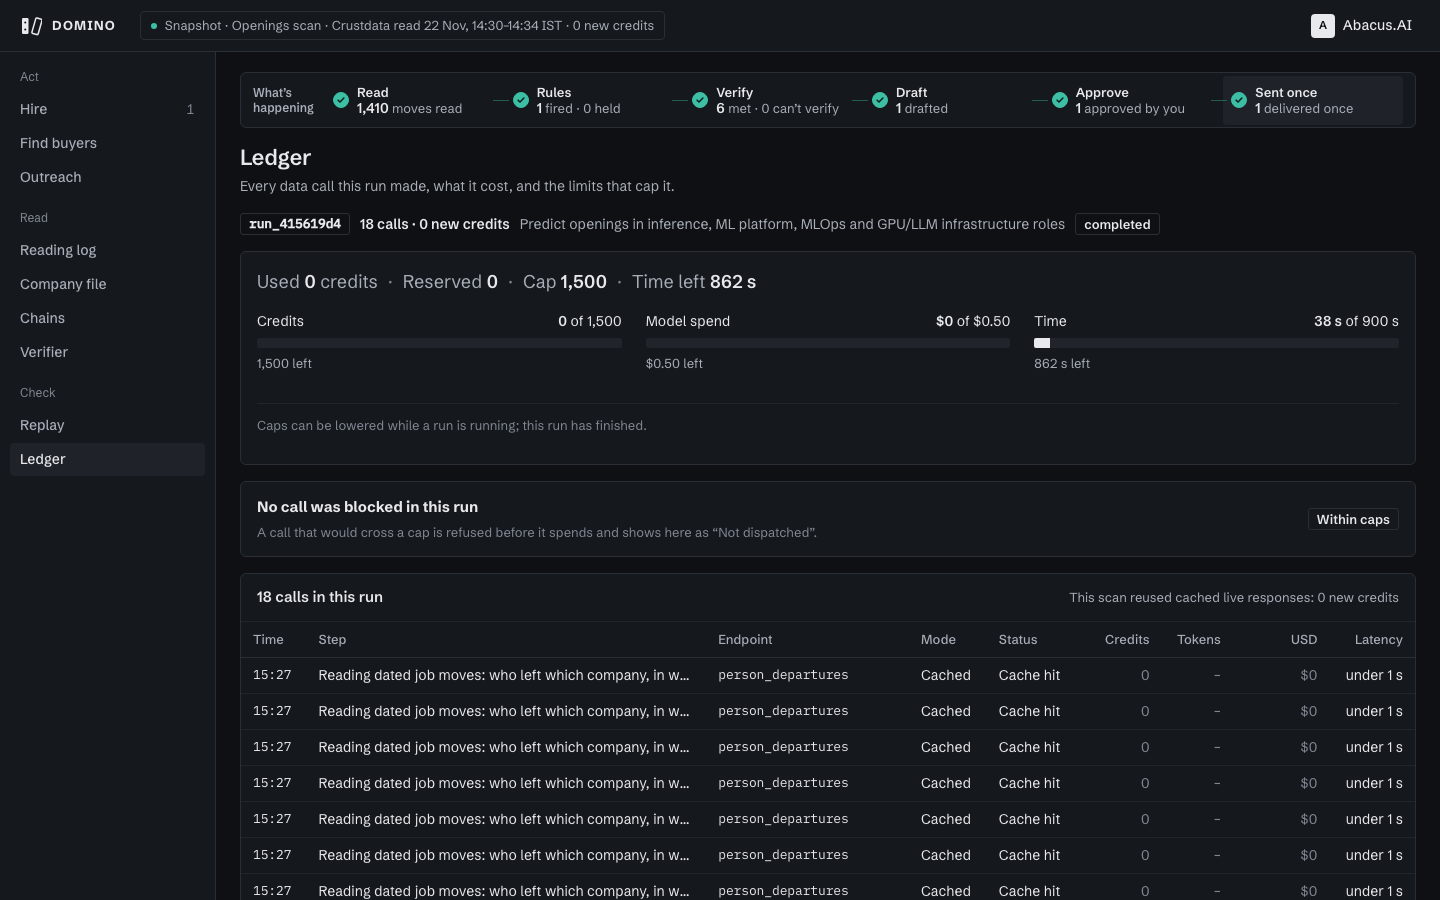 DOMINO
Snapshot · Openings scan · Crustdata read 22 Nov, 14:30-14:34 IST · 0 new credits
A
Abacus.AI
Act
Hire 1
Find buyers
Outreach
Read
Reading log
Company file
Chains
Verifier
Check
Replay
Ledger
What's happening
Read
1,410 moves read
Rules
1 fired · 0 held
Verify
6 met · 0 can't verify
Draft
1 drafted
Approve
1 approved by you
Sent once
1 delivered once
Ledger
Every data call this run made, what it cost, and the limits that cap it.
run_415619d4 18 calls · 0 new credits Predict openings in inference, ML platform, MLOps and GPU/LLM infrastructure roles completed
Used 0 credits · Reserved 0 · Cap 1,500 · Time left 862 s
Credits 0 of 1,500
1,500 left
Model spend $0 of $0.50
$0.50 left
Time 38 s of 900 s
862 s left
Caps can be lowered while a run is running; this run has finished.
No call was blocked in this run
A call that would cross a cap is refused before it spends and shows here as “Not dispatched”.
Within caps
18 calls in this run
This scan reused cached live responses: 0 new credits
Time Step Endpoint Mode Status Credits Tokens USD Latency
15:27 Reading dated job moves: who left which company, in w... person_departures Cached Cache hit 0 – $0 under 1 s
15:27 Reading dated job moves: who left which company, in w... person_departures Cached Cache hit 0 – $0 under 1 s
15:27 Reading dated job moves: who left which company, in w... person_departures Cached Cache hit 0 – $0 under 1 s
15:27 Reading dated job moves: who left which company, in w... person_departures Cached Cache hit 0 – $0 under 1 s
15:27 Reading dated job moves: who left which company, in w... person_departures Cached Cache hit 0 – $0 under 1 s
15:27 Reading dated job moves: who left which company, in w... person_departures Cached Cache hit 0 – $0 under 1 s
15:27 Reading dated job moves: who left which company, in w... person_departures Cached Cache hit 0 – $0 under 1 s